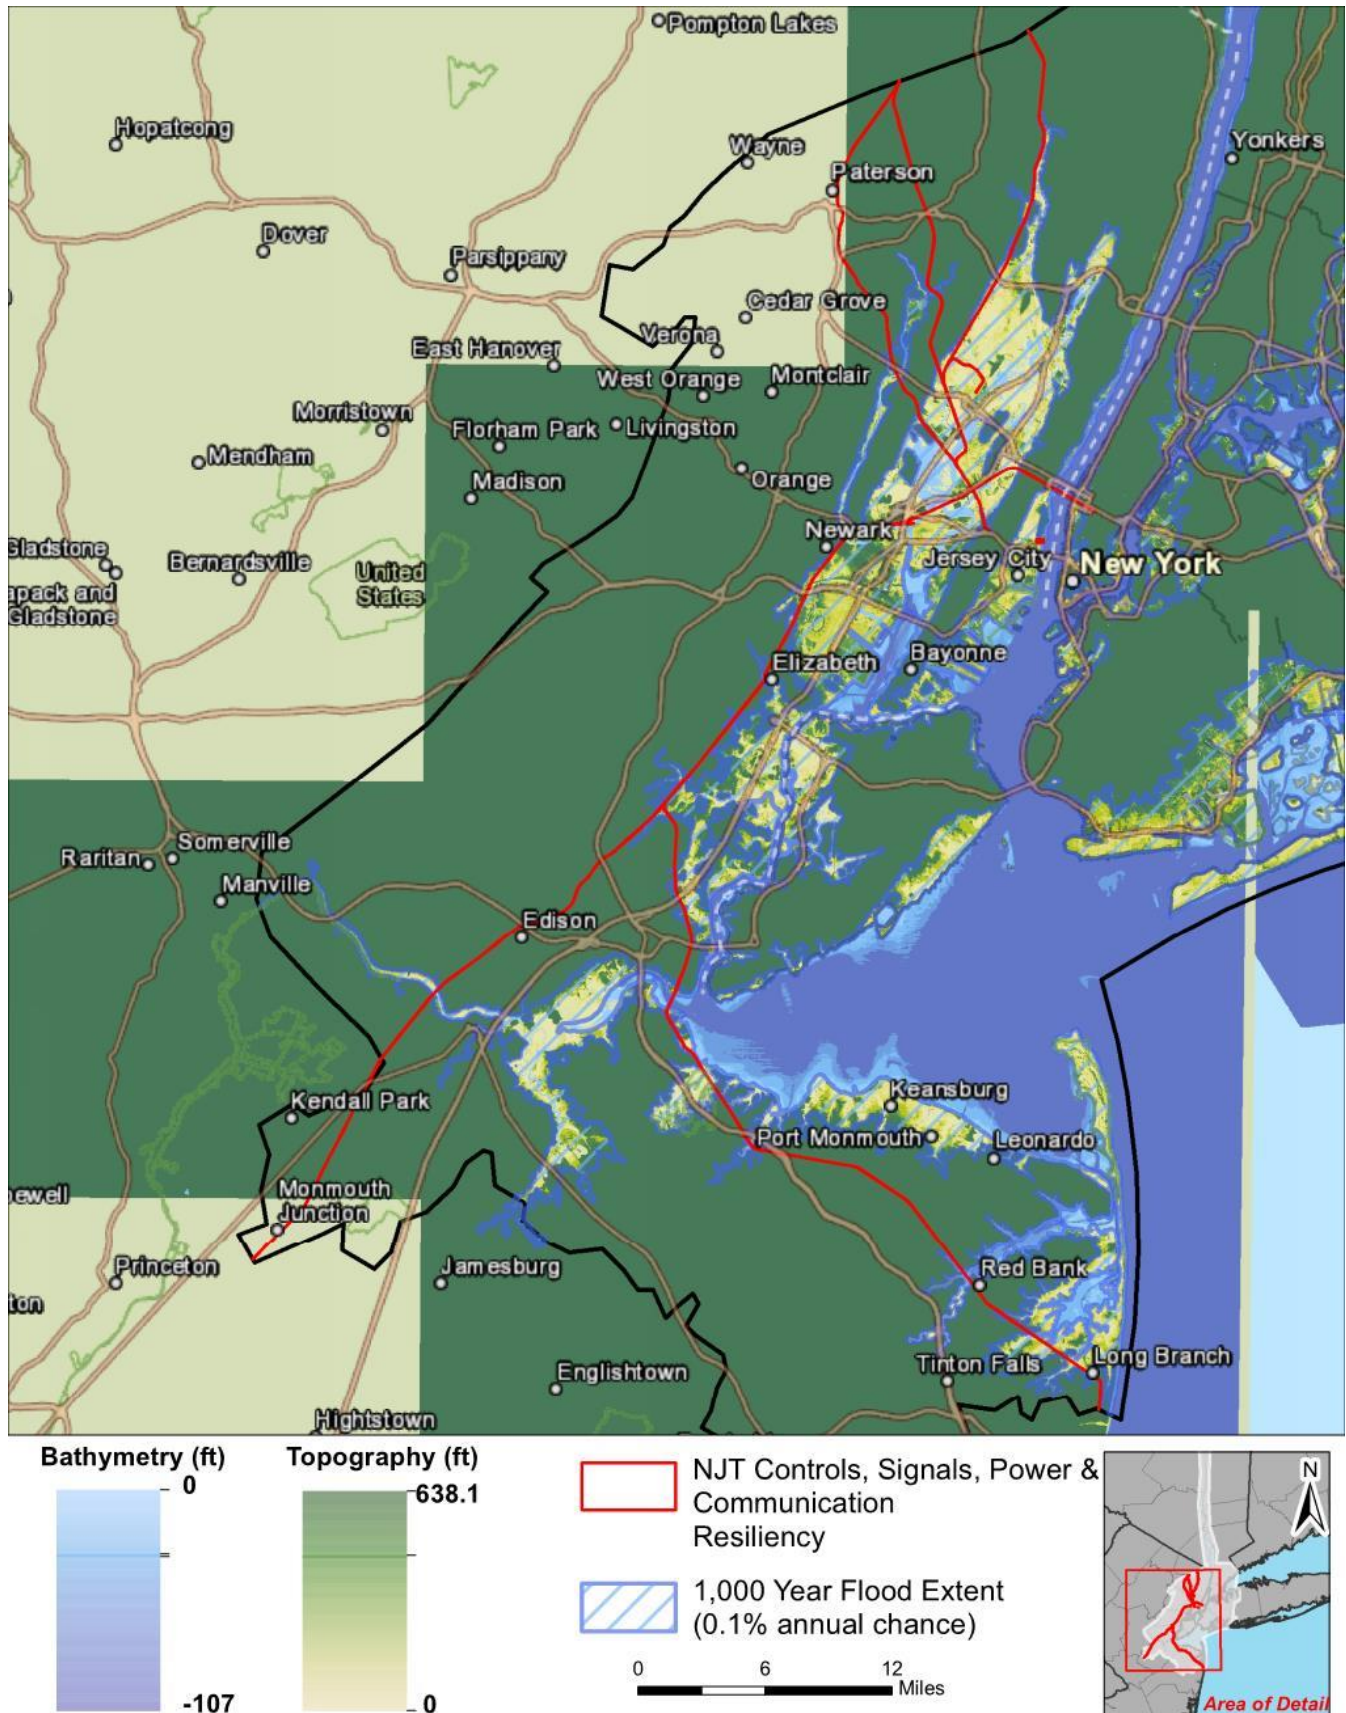 Pompton Lakes
Hopatcong
Wayne
Yonkers
Paterson
Dover
Parsippany
Cedar Grove
Verona
East Hanover
West Orange
Montclair
Morristown
Florham Park
Livingston
Mendham
Madison
Orange
Newark
Gladstone
Bernardsville
United
States
Jersey City
New York
apack and
Gladstone
Elizabeth
Bayonne
Raritan
Somerville
Manville
Edison
Kendall Park
Keansburg
Port Monmouth
Leonardo
ewell
Monmouth
Junction
Princeton
Jamesburg
Red Bank
ton
Englishtown
Tinton Falls
Long Branch
Hightstown
Bathymetry (ft)
0
-107
Topography (ft)
638.1
0
NJT Controls, Signals, Power &
Communication
Resiliency
1,000 Year Flood Extent
(0.1% annual chance)
0
6
12
Miles
N
Area of Detail